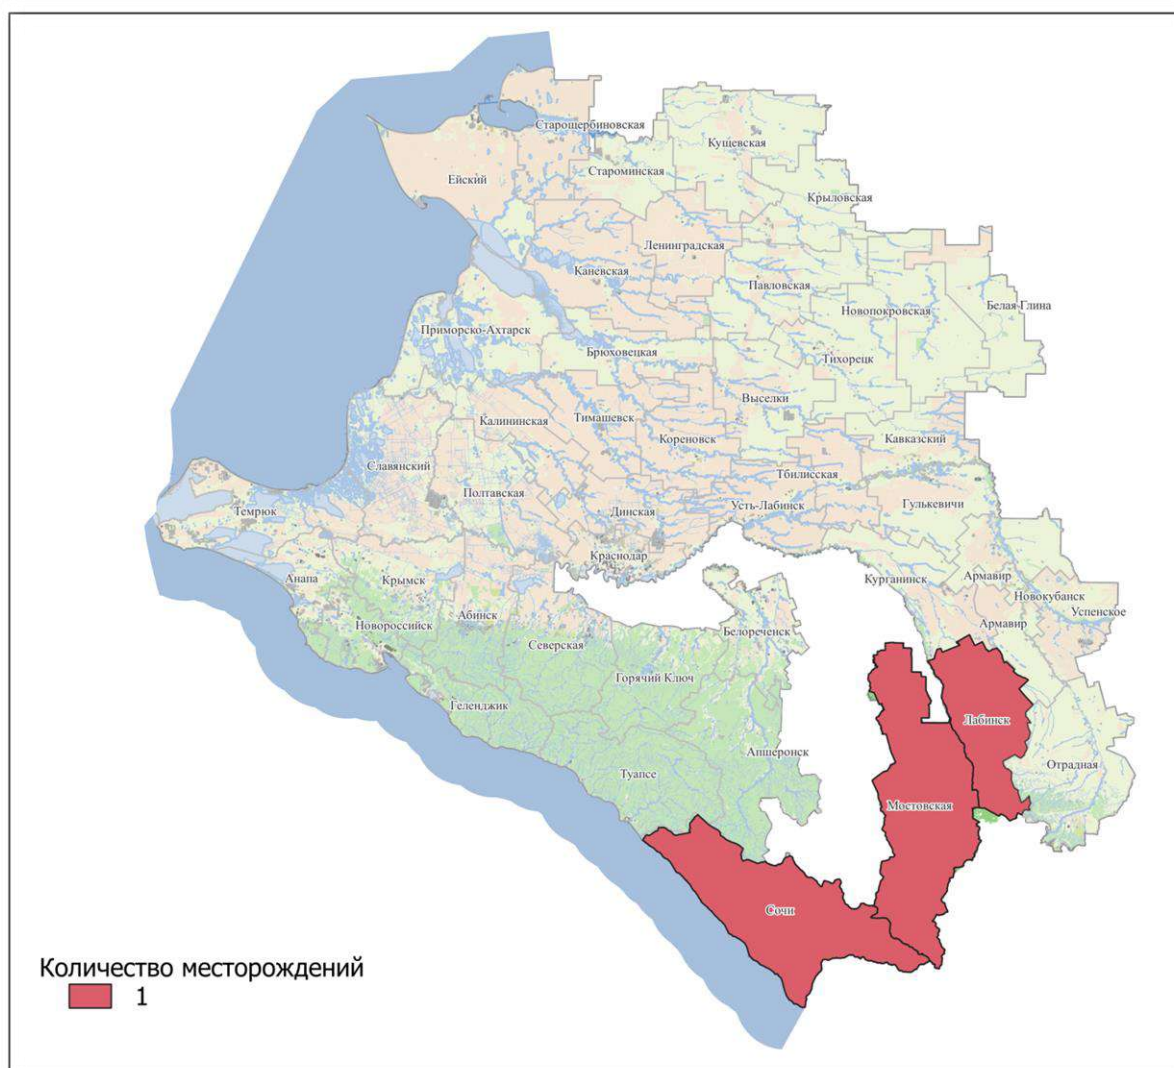 Старощербиновская
Кущевская
Староминская
Ейский
Крыловская
Ленинградская
Каневская
Павловская
Новопокровская
Белая Глина
Приморско-Ахтарск
Брюховецкая
Тихорецк
Выселки
Калининская
Тимашевск
Кореновск
Кавказский
Славянский
Тбилисская
Полтавская
Усть-Лабинск
Гулькевичи
Темрюк
Динская
Краснодар
Анапа
Крымск
Курганинск
Армавир
Новокубанск
Успенское
Абинск
Армавир
Новороссийск
Белореченск
Северская
Горячий Ключ
Геленджик
Лабинск
Апшеронск
Отрадная
Туапсе
Мостовская
Сочи
Количество месторождений
1